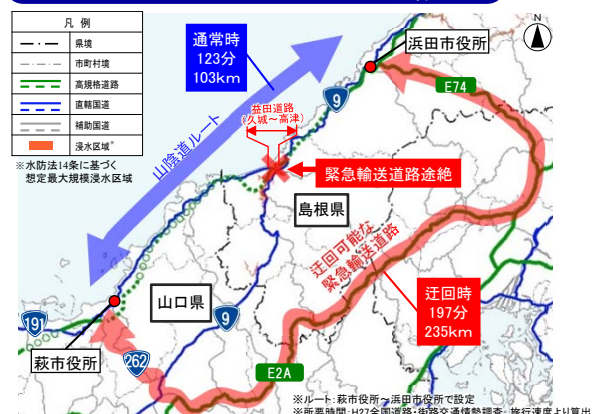 凡 例
県境
市町村境
高規格道路
直轄国道
補助国道
浸水区域*
※水防法14条に基づく
想定最大規模浸水区域
通常時
123分
103km
浜田市役所
N
E74
9
益田道路
(久城～高津)
山陰道ルート
緊急輸送道路途絶
島根県
迂回可能な
緊急輸送道路
山口県
迂回時
197分
235km
191
9
萩市役所
262
E2A
※ルート:萩市役所～浜田市役所で設定
※所要時間:H27全国道路・街路交通情勢調査 旅行速度より算出